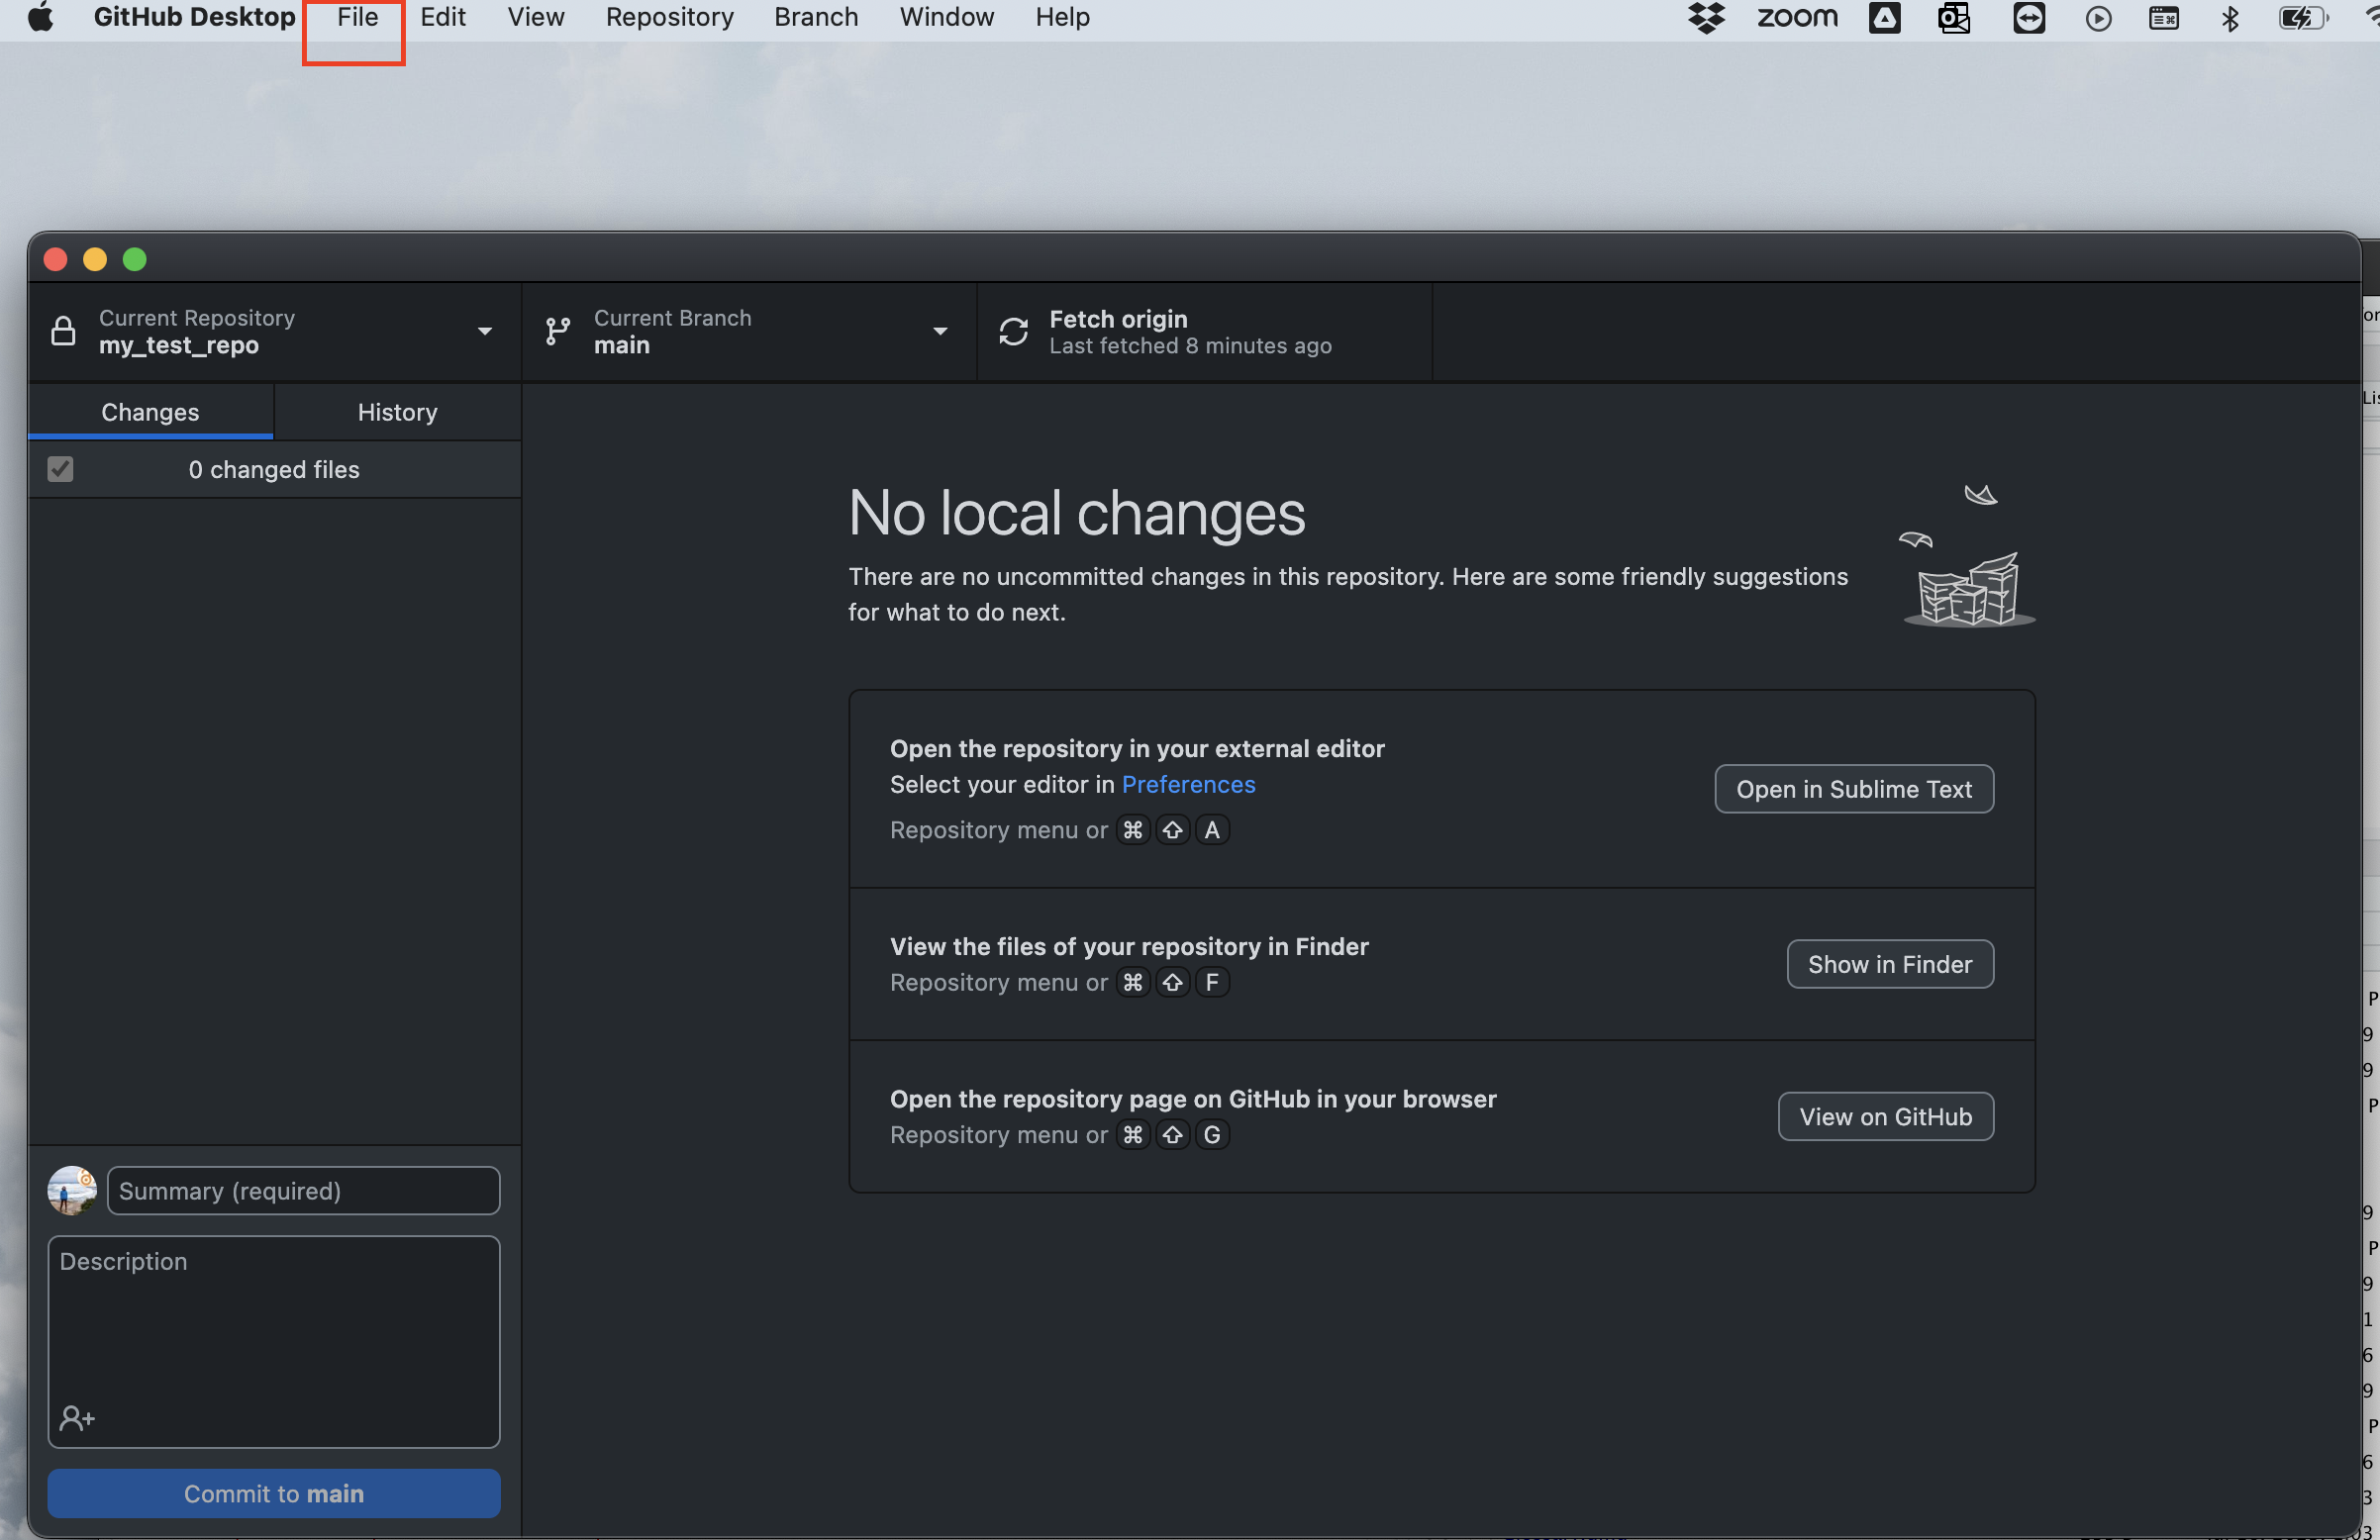 GitHub Desktop File Edit View Repository Branch Window Help zoom
Current Repository
my_test_repo
Current Branch
main
Fetch origin
Last fetched 8 minutes ago
Changes History
0 changed files
No local changes
There are no uncommitted changes in this repository. Here are some friendly suggestions
for what to do next.
Open the repository in your external editor
Select your editor in Preferences
Repository menu or ⌘ ⇧ A
Open in Sublime Text
View the files of your repository in Finder
Repository menu or ⌘ ⇧ F
Show in Finder
Open the repository page on GitHub in your browser
Repository menu or ⌘ ⇧ G
View on GitHub
Summary (required)
Description
Commit to main